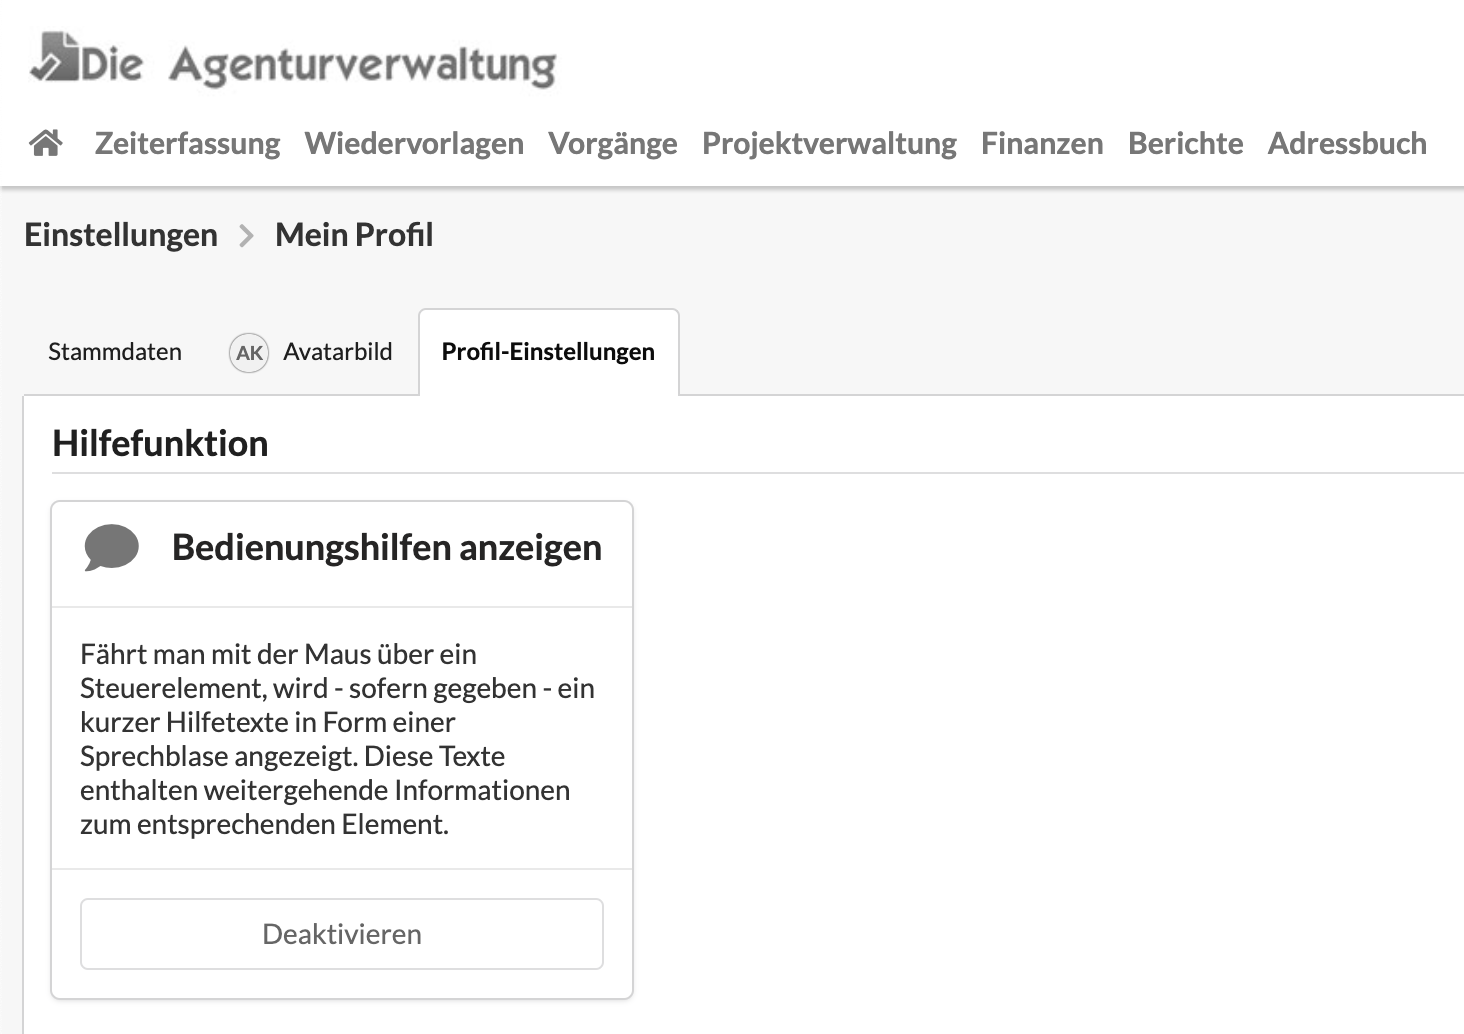 Die Agenturverwaltung
Zeiterfassung Wiedervorlagen Vorgänge Projektverwaltung Finanzen Berichte Adressbuch
Einstellungen > Mein Profil
Stammdaten AK Avatarbild Profil-Einstellungen
Hilfefunktion
Bedienungshilfen anzeigen
Fährt man mit der Maus über ein
Steuerelement, wird - sofern gegeben - ein
kurzer Hilfetexte in Form einer
Sprechblase angezeigt. Diese Texte
enthalten weitergehende Informationen
zum entsprechenden Element.
Deaktivieren